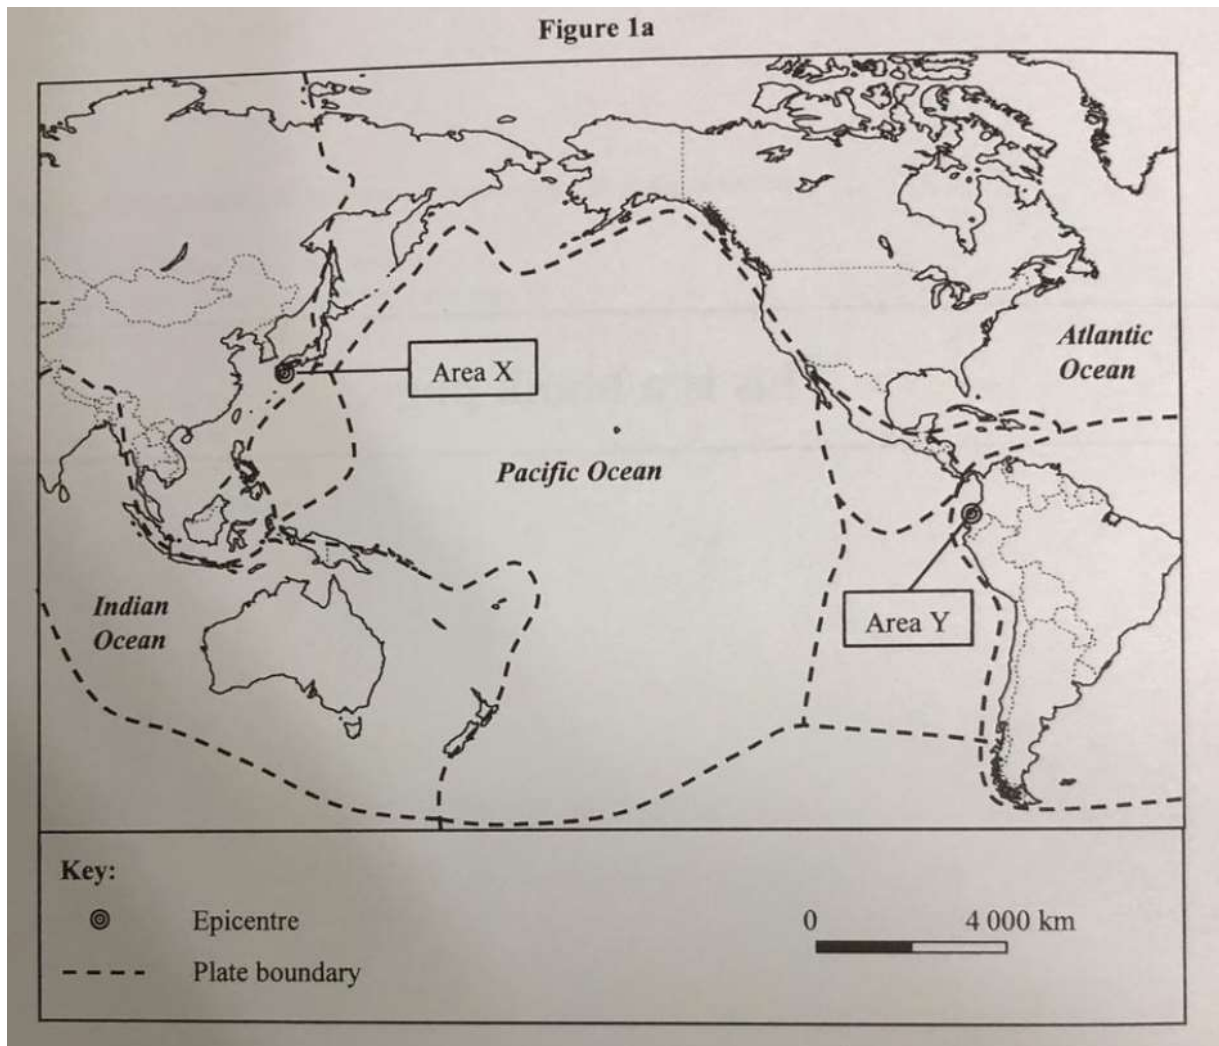 Figure 1a
Area X
Atlantic
Ocean
Pacific Ocean
Indian
Ocean
Area Y
Key:
Epicentre
0 4 000 km
Plate boundary